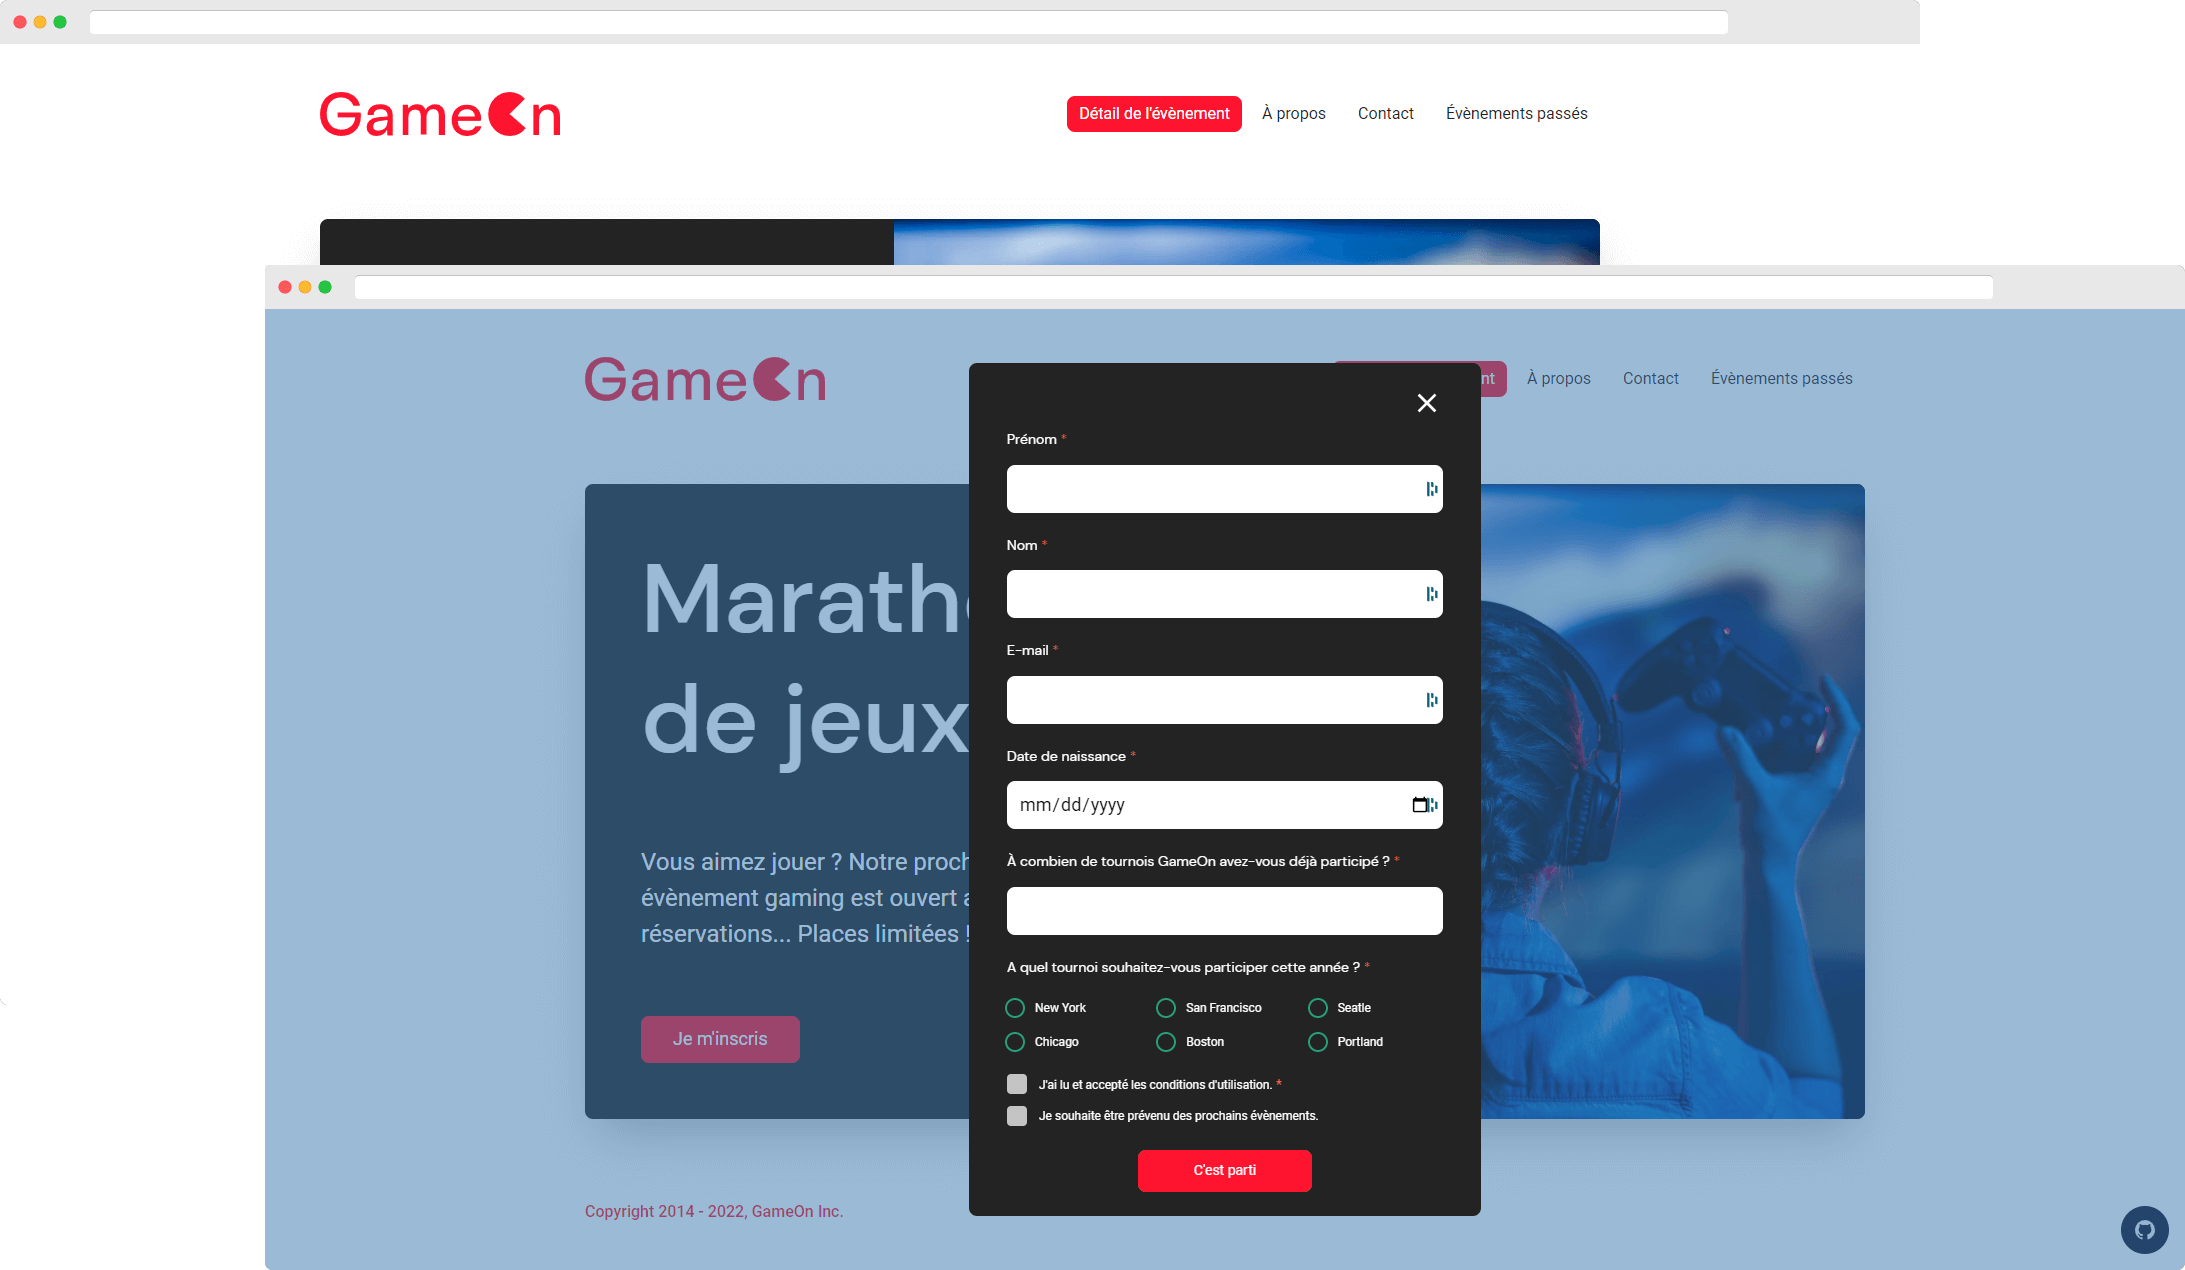 GameOn
Détail de l'évènement
À propos
Contact
Évènements passés
GameOn
nt
À propos
Contact
Évènements passés
Marath
de jeux
Vous aimez jouer ? Notre proch
évènement gaming est ouvert a
réservations... Places limitées !
Je m'inscris
Prénom *
Nom *
E-mail *
Date de naissance *
mm/dd/yyyy
À combien de tournois GameOn avez-vous déjà participé ? *
A quel tournoi souhaitez-vous participer cette année ? *
New York
San Francisco
Seatle
Chicago
Boston
Portland
J'ai lu et accepté les conditions d'utilisation. *
Je souhaite être prévenu des prochains évènements.
C'est parti
Copyright 2014 - 2022, GameOn Inc.